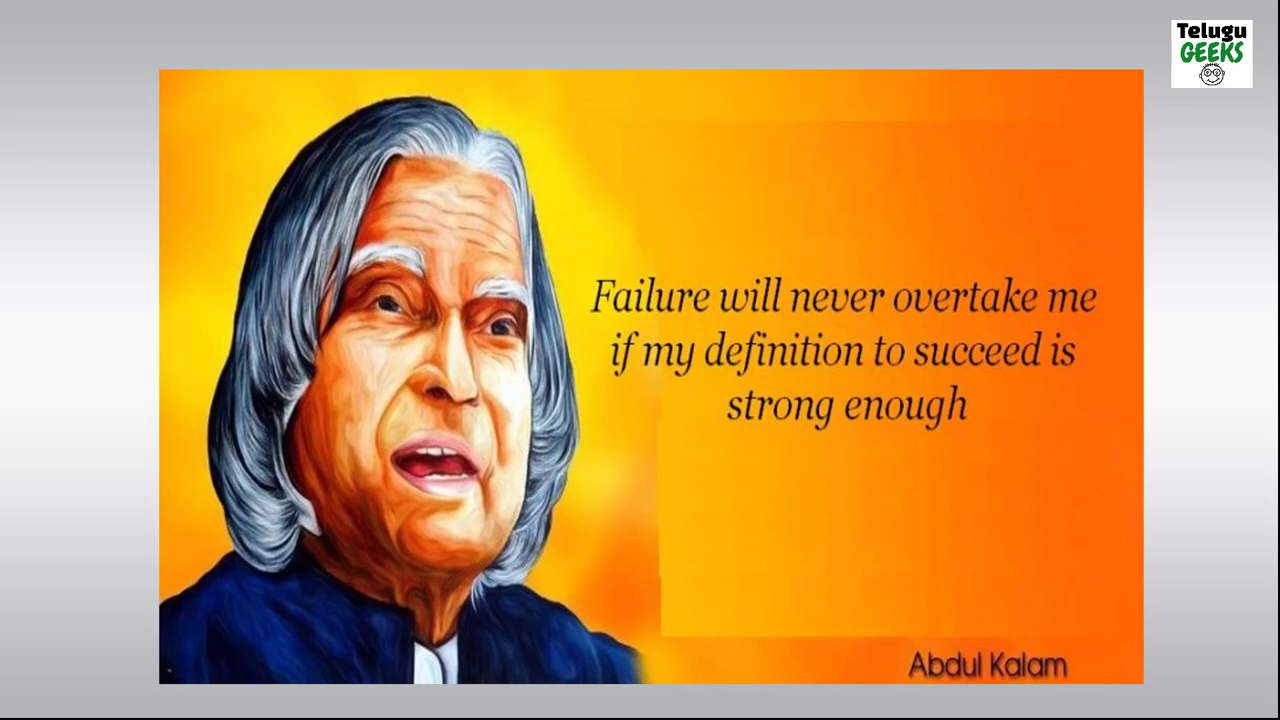 Telugu
GEEKS
Failure will never overtake me
if my definition to succeed is
strong enough
Abdul Kalam